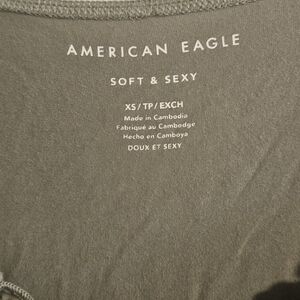 AMERICAN EAGLE
SOFT & SEXY
XS/TP/EXCH
Made in Cambodia
Fabriqué au Cambodge
Hecho en Camboya
DOUX ET SEXY